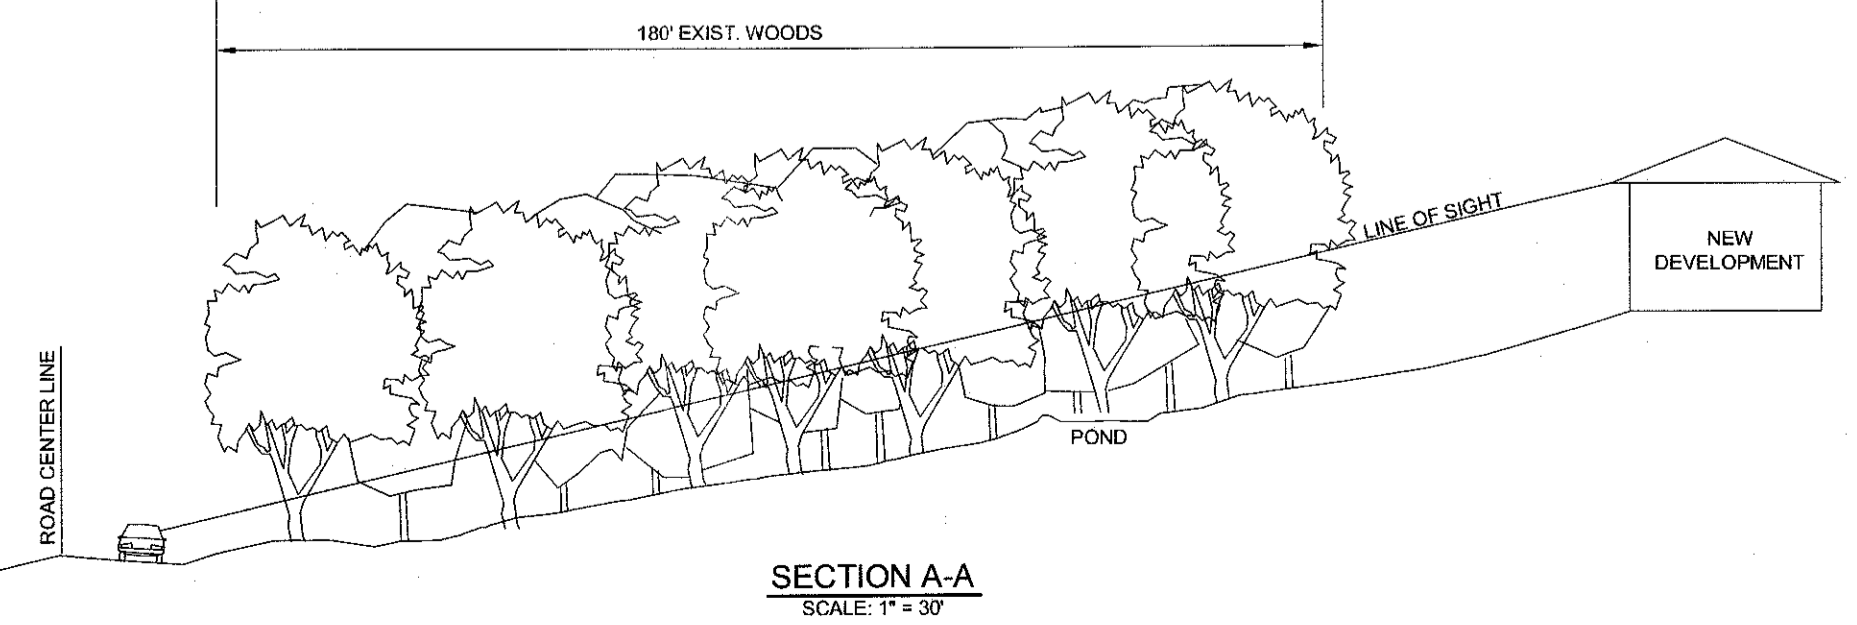 180' EXIST. WOODS
LINE OF SIGHT
NEW
DEVELOPMENT
ROAD CENTER LINE
POND
SECTION A-A
SCALE: 1" = 30'